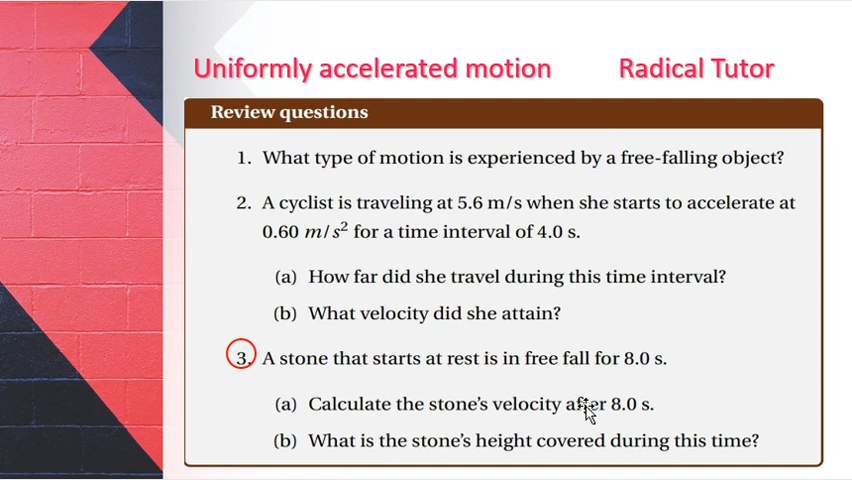 Uniformly accelerated motion Radical Tutor
Review questions
1. What type of motion is experienced by a free-falling object?
2. A cyclist is traveling at 5.6 m/s when she starts to accelerate at
0.60 m/s² for a time interval of 4.0 s.
(a) How far did she travel during this time interval?
(b) What velocity did she attain?
3. A stone that starts at rest is in free fall for 8.0 s.
(a) Calculate the stone's velocity after 8.0 s.
(b) What is the stone's height covered during this time?